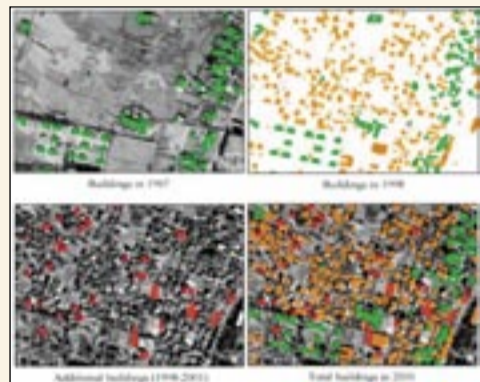 Buildings in 1967
Buildings in 1998
Additional buildings (1998-2001)
Total buildings in 2001